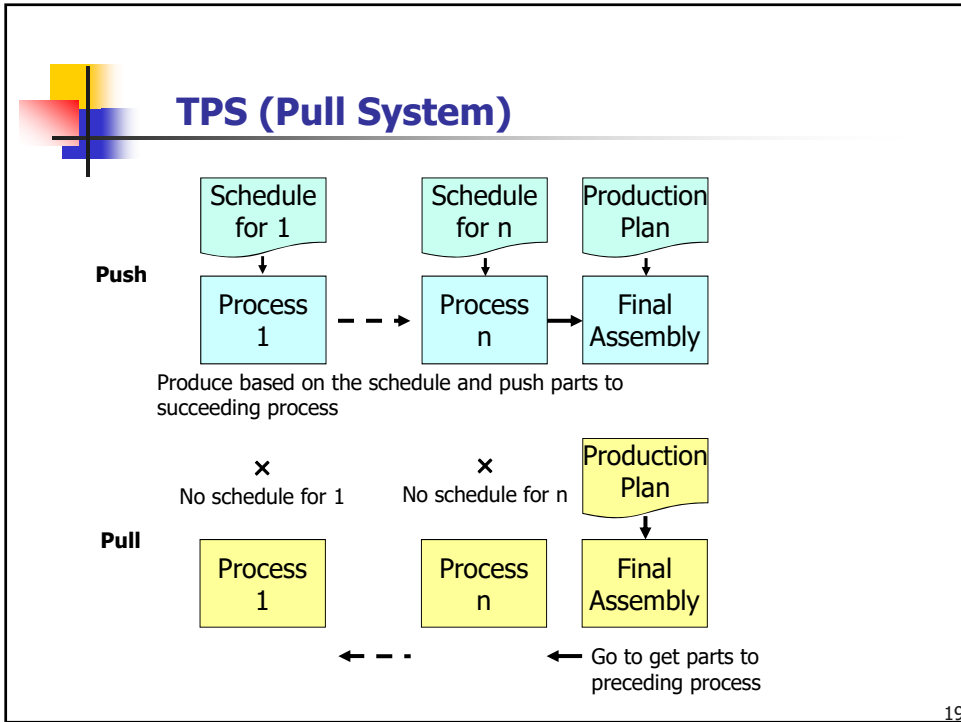 TPS (Pull System)
Schedule
for 1
Schedule
for n
Production
Plan
Push
Process
1
Process
n
Final
Assembly
Produce based on the schedule and push parts to
succeeding process
×
No schedule for 1
×
No schedule for n
Production
Plan
Pull
Process
1
Process
n
Final
Assembly
Go to get parts to
preceding process
19